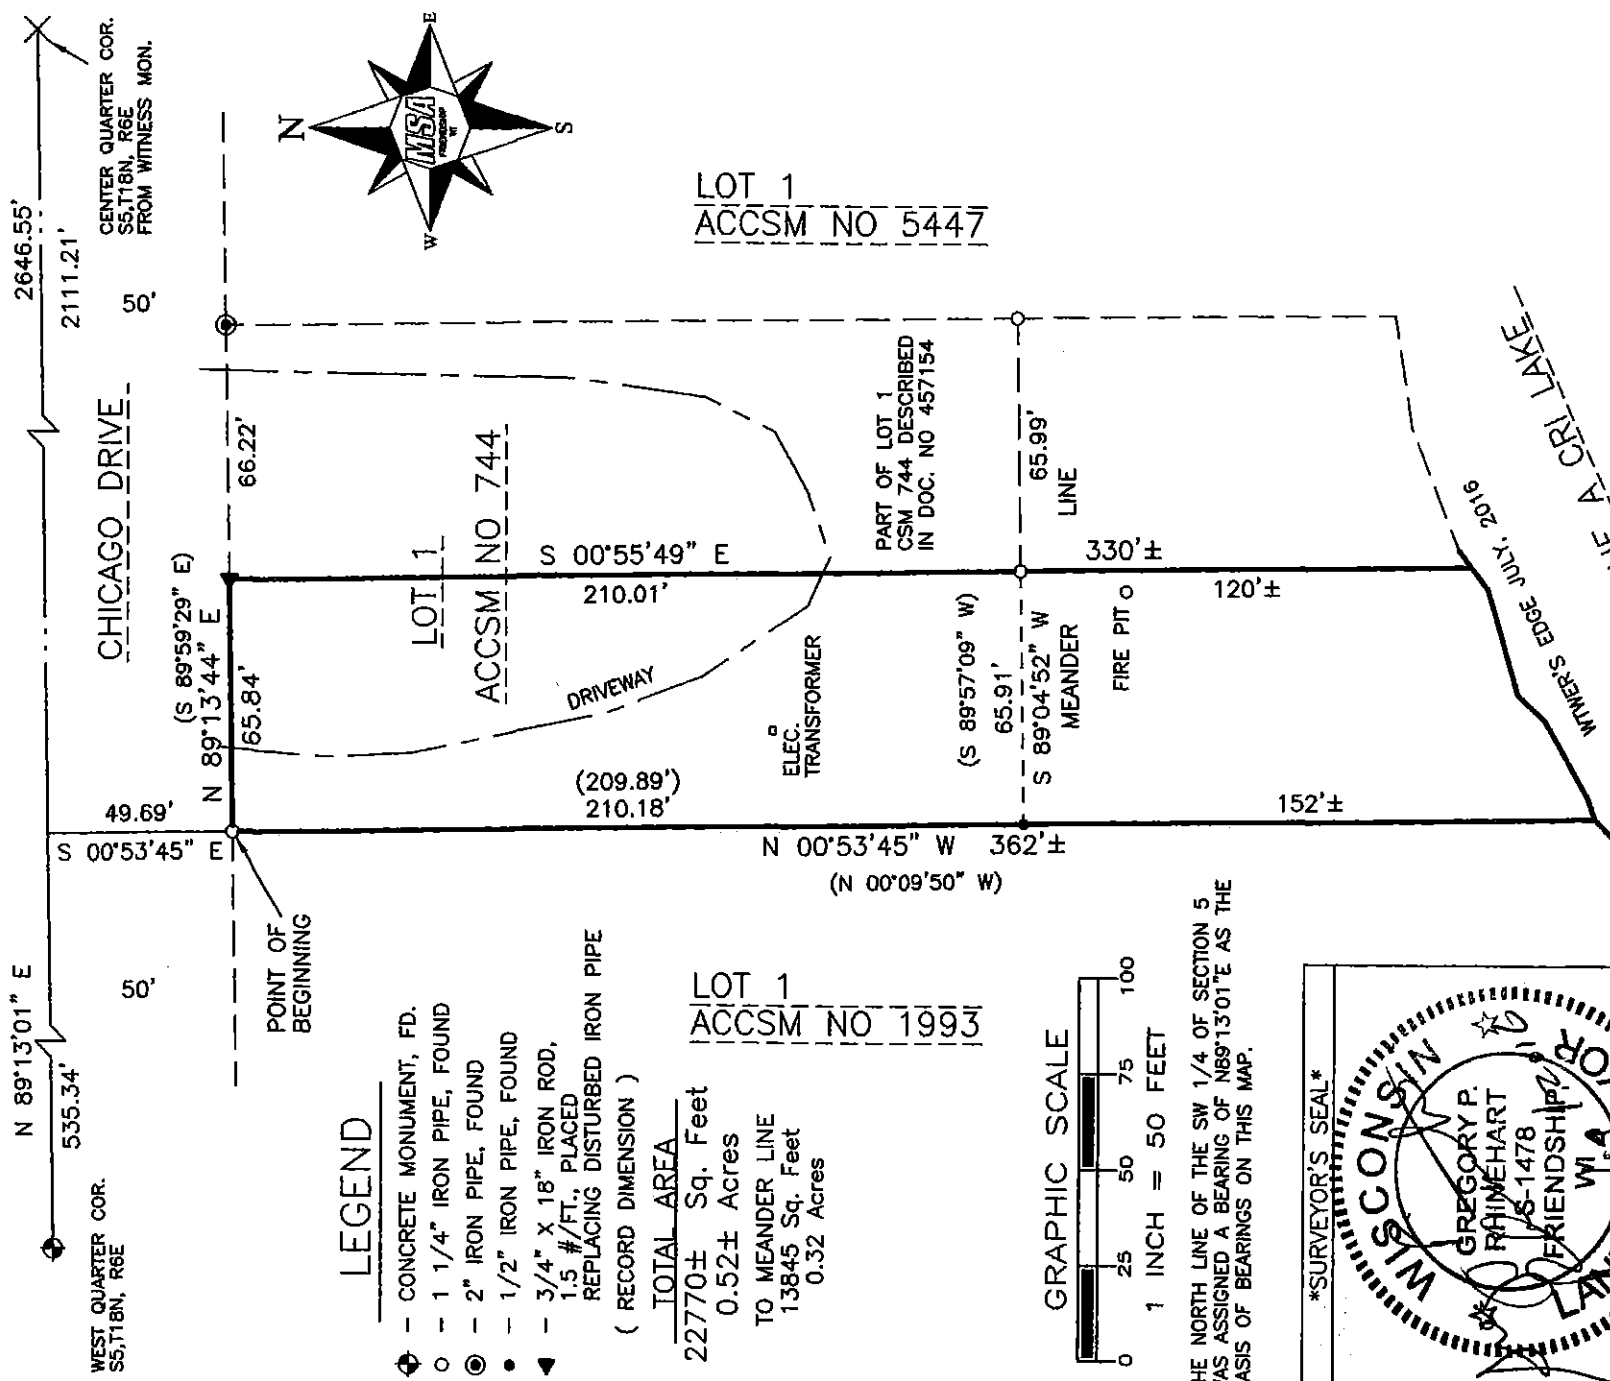 2646.55'
2111.21'
CENTER QUARTER COR.
S5,T18N, R6E
FROM WITNESS MON.
N 89°13'01" E
535.34'
WEST QUARTER COR.
S5,T18N, R6E
50'
50'
CHICAGO DRIVE
49.69'
S 00°53'45" E
(S 89°59'29" E)
N 89°13'44" E
65.84'
66.22'
POINT OF
BEGINNING
N
E
S
W
MSA
FRIENDSHIP
WI
LOT 1
ACCSM NO 5447
LOT 1
ACCSM NO 744
S 00°55'49" E
210.01'
PART OF LOT 1
CSM 744 DESCRIBED
IN DOC. NO 457154
DRIVEWAY
ELEC.
TRANSFORMER
(209.89')
210.18'
N 00°53'45" W 362'±
(N 00°09'50" W)
(S 89°57'09" W)
65.91'
S 89°04'52" W
MEANDER
65.99'
LINE
330'±
120'±
FIRE PIT
152'±
WTWER'S EDGE JULY, 2016
A CRI LAKE
LOT 1
ACCSM NO 1993
LEGEND
- CONCRETE MONUMENT, FD.
- 1 1/4" IRON PIPE, FOUND
- 2" IRON PIPE, FOUND
- 1/2" IRON PIPE, FOUND
- 3/4" X 18" IRON ROD,
1.5 #/FT., PLACED
REPLACING DISTURBED IRON PIPE
( RECORD DIMENSION )
TOTAL AREA
22770± Sq. Feet
0.52± Acres
TO MEANDER LINE
13845 Sq. Feet
0.32 Acres
GRAPHIC SCALE
0 25 50 75 100
1 INCH = 50 FEET
HE NORTH LINE OF THE SW 1/4 OF SECTION 5
AS ASSIGNED A BEARING OF N89°13'01"E AS THE
ASIS OF BEARINGS ON THIS MAP.
*SURVEYOR'S SEAL*
WISCONSIN
GREGORY P.
RHINEHART
S-1478
FRIENDSHIP,
WI